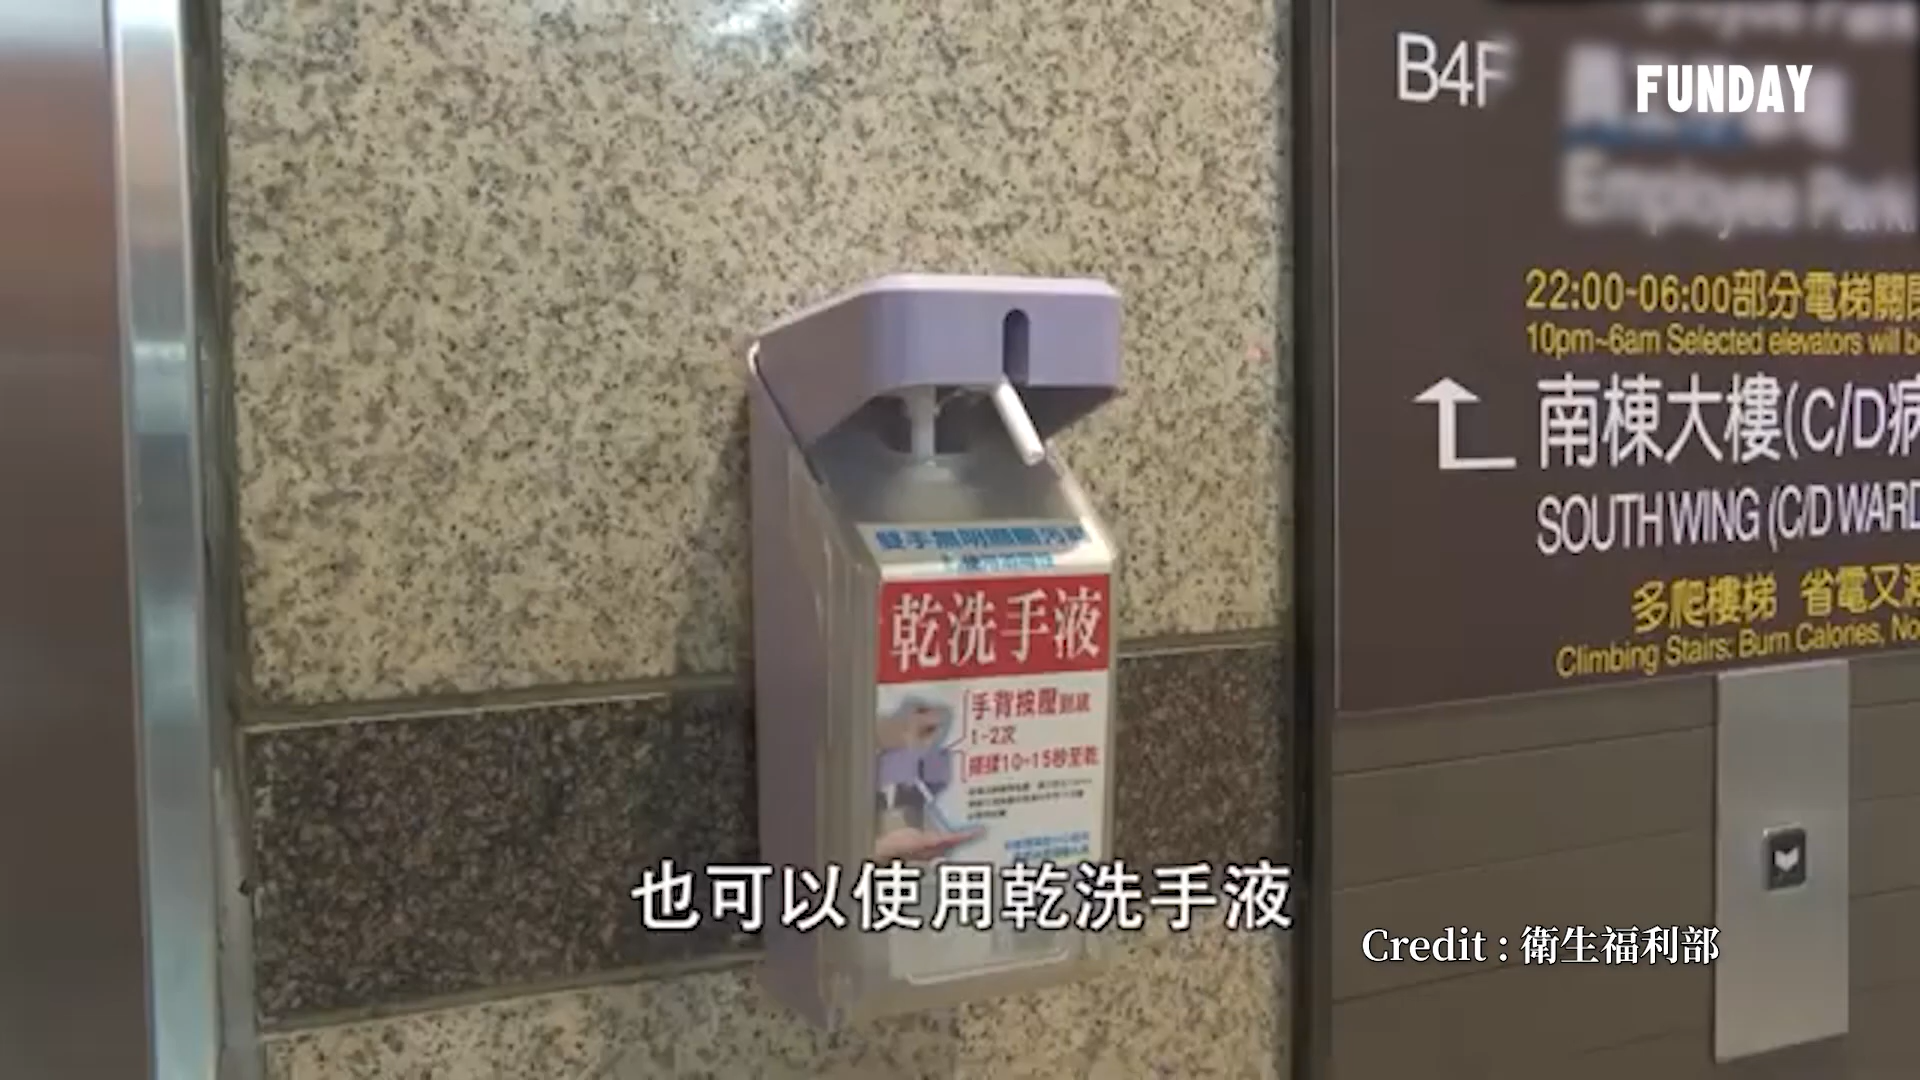 B4F
FUNDAY
Employee Park
22:00-06:00部分電梯關
10pm~6am Selected elevators will b
南棟大樓(C/D病
SOUTH WING (C/D WARD
多爬樓梯 省電又
Climbing Stairs: Burn Calories, No
乾洗手液
手背按壓
1-2次
搓揉10-15秒至乾
也可以使用乾洗手液
Credit : 衛生福利部